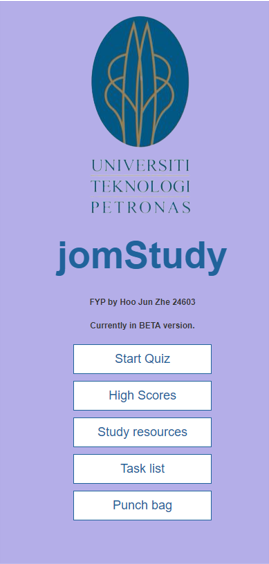 UNIVERSITI
TEKNOLOGI
PETRONAS
jomStudy
FYP by Hoo Jun Zhe 24603
Currently in BETA version.
Start Quiz
High Scores
Study resources
Task list
Punch bag